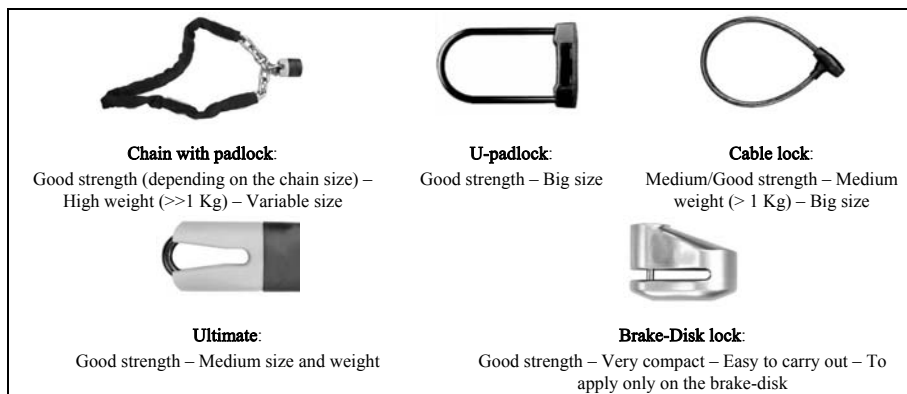 Chain with padlock:
Good strength (depending on the chain size) –
High weight (>>1 Kg) – Variable size
U-padlock:
Good strength – Big size
Cable lock:
Medium/Good strength – Medium
weight (> 1 Kg) – Big size
Ultimate:
Good strength – Medium size and weight
Brake-Disk lock:
Good strength – Very compact – Easy to carry out – To
apply only on the brake-disk